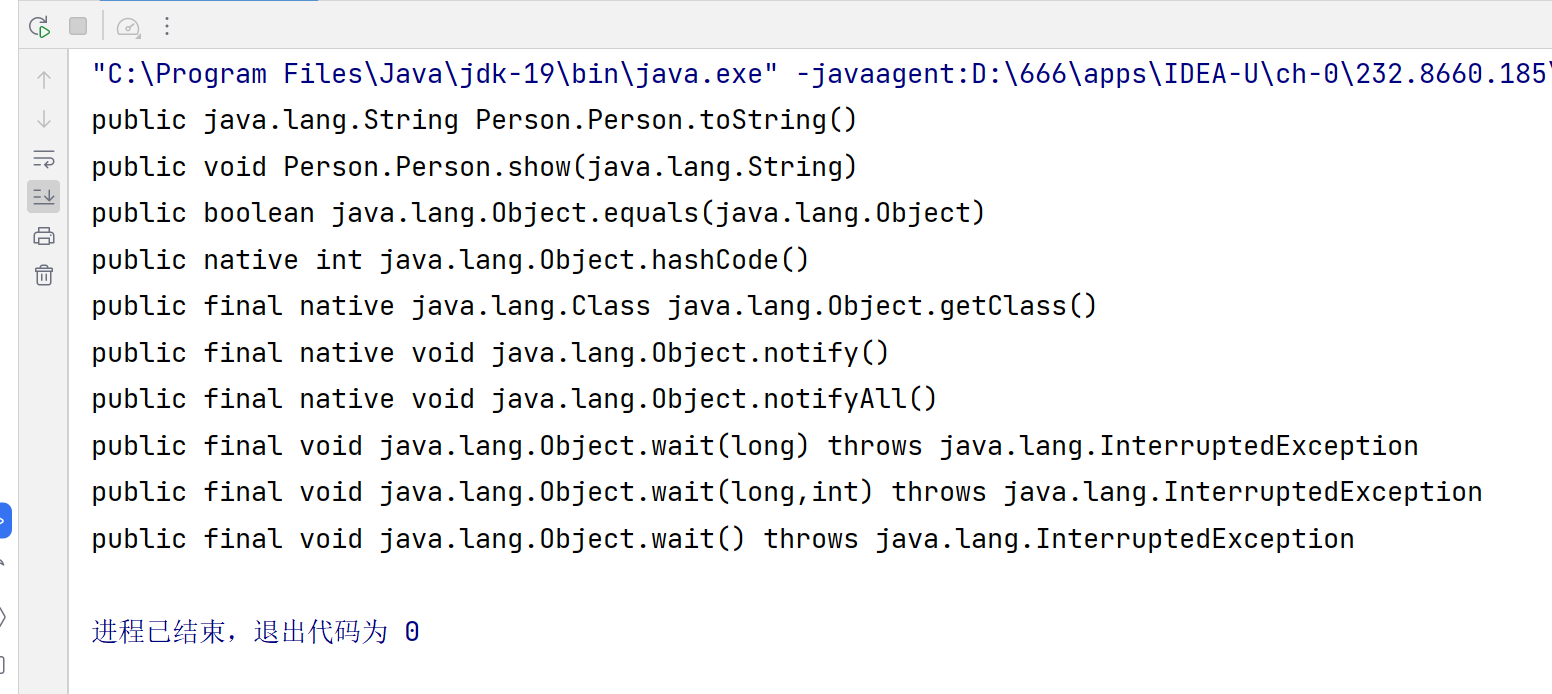 "C:\Program Files\Java\jdk-19\bin\java.exe" -javaagent:D:\666\apps\IDEA-U\ch-0\232.8660.185\
public java.lang.String Person.Person.toString()
public void Person.Person.show(java.lang.String)
public boolean java.lang.Object.equals(java.lang.Object)
public native int java.lang.Object.hashCode()
public final native java.lang.Class java.lang.Object.getClass()
public final native void java.lang.Object.notify()
public final native void java.lang.Object.notifyAll()
public final void java.lang.Object.wait(long) throws java.lang.InterruptedException
public final void java.lang.Object.wait(long,int) throws java.lang.InterruptedException
public final void java.lang.Object.wait() throws java.lang.InterruptedException
进程已结束，退出代码为 0